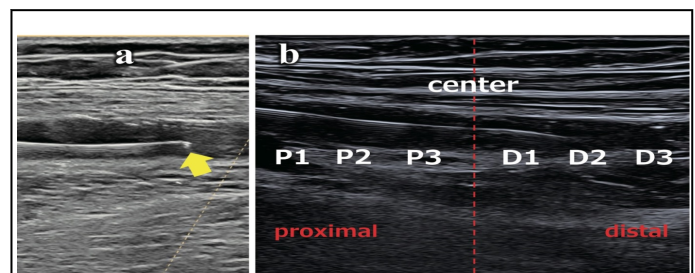 a
b
center
P1 P2 P3 D1 D2 D3
proximal distal